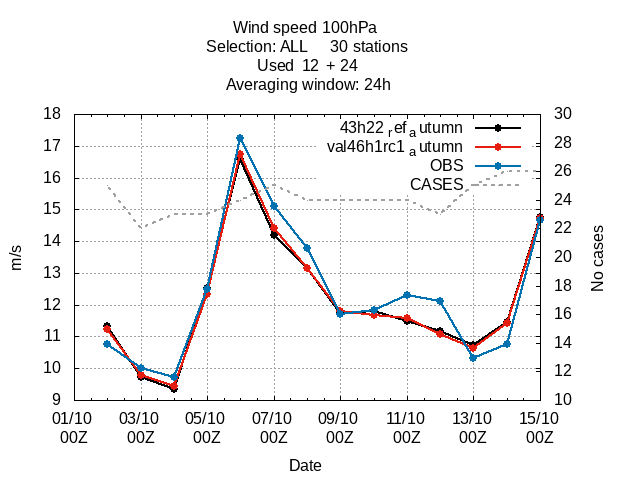 Wind speed 100hPa
Selection: ALL 30 stations
Used 12 + 24
Averaging window: 24h
18 30
17 28
16 26
15 24
14 22
13 20
12 18
11 16
10 14
9 12
10
43h22 refautumn
val46h1rc1 autumn
OBS
CASES
m/s
No cases
01/10 03/10 05/10 07/10 09/10 11/10 13/10 15/10
00Z 00Z 00Z 00Z 00Z 00Z 00Z 00Z
Date